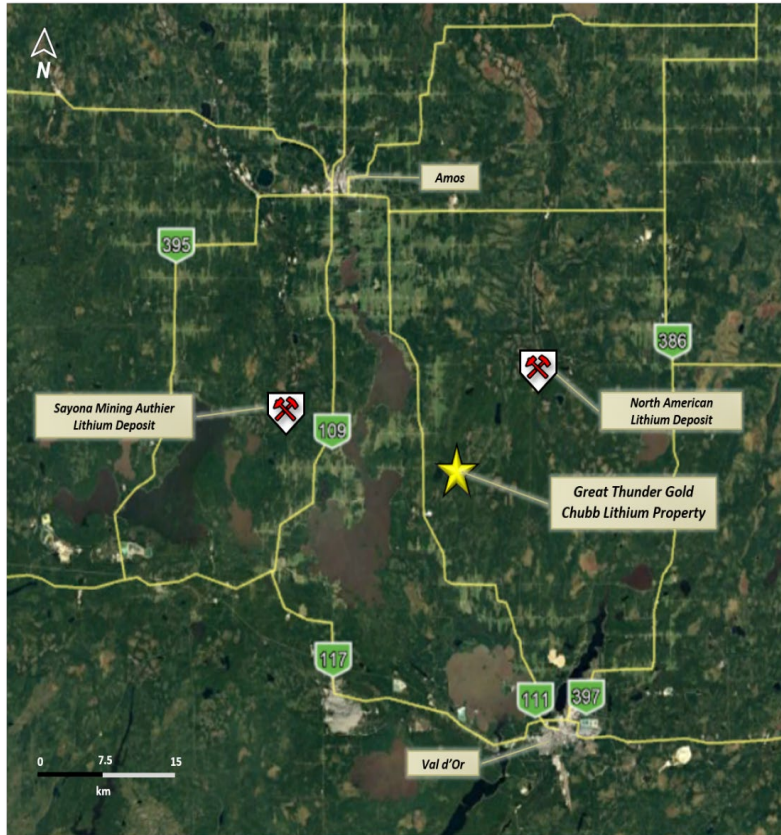 N
Amos
395
386
Sayona Mining Authier
Lithium Deposit
North American
Lithium Deposit
109
Great Thunder Gold
Chubb Lithium Property
117
111
397
Val d'Or
0 7.5 15
km